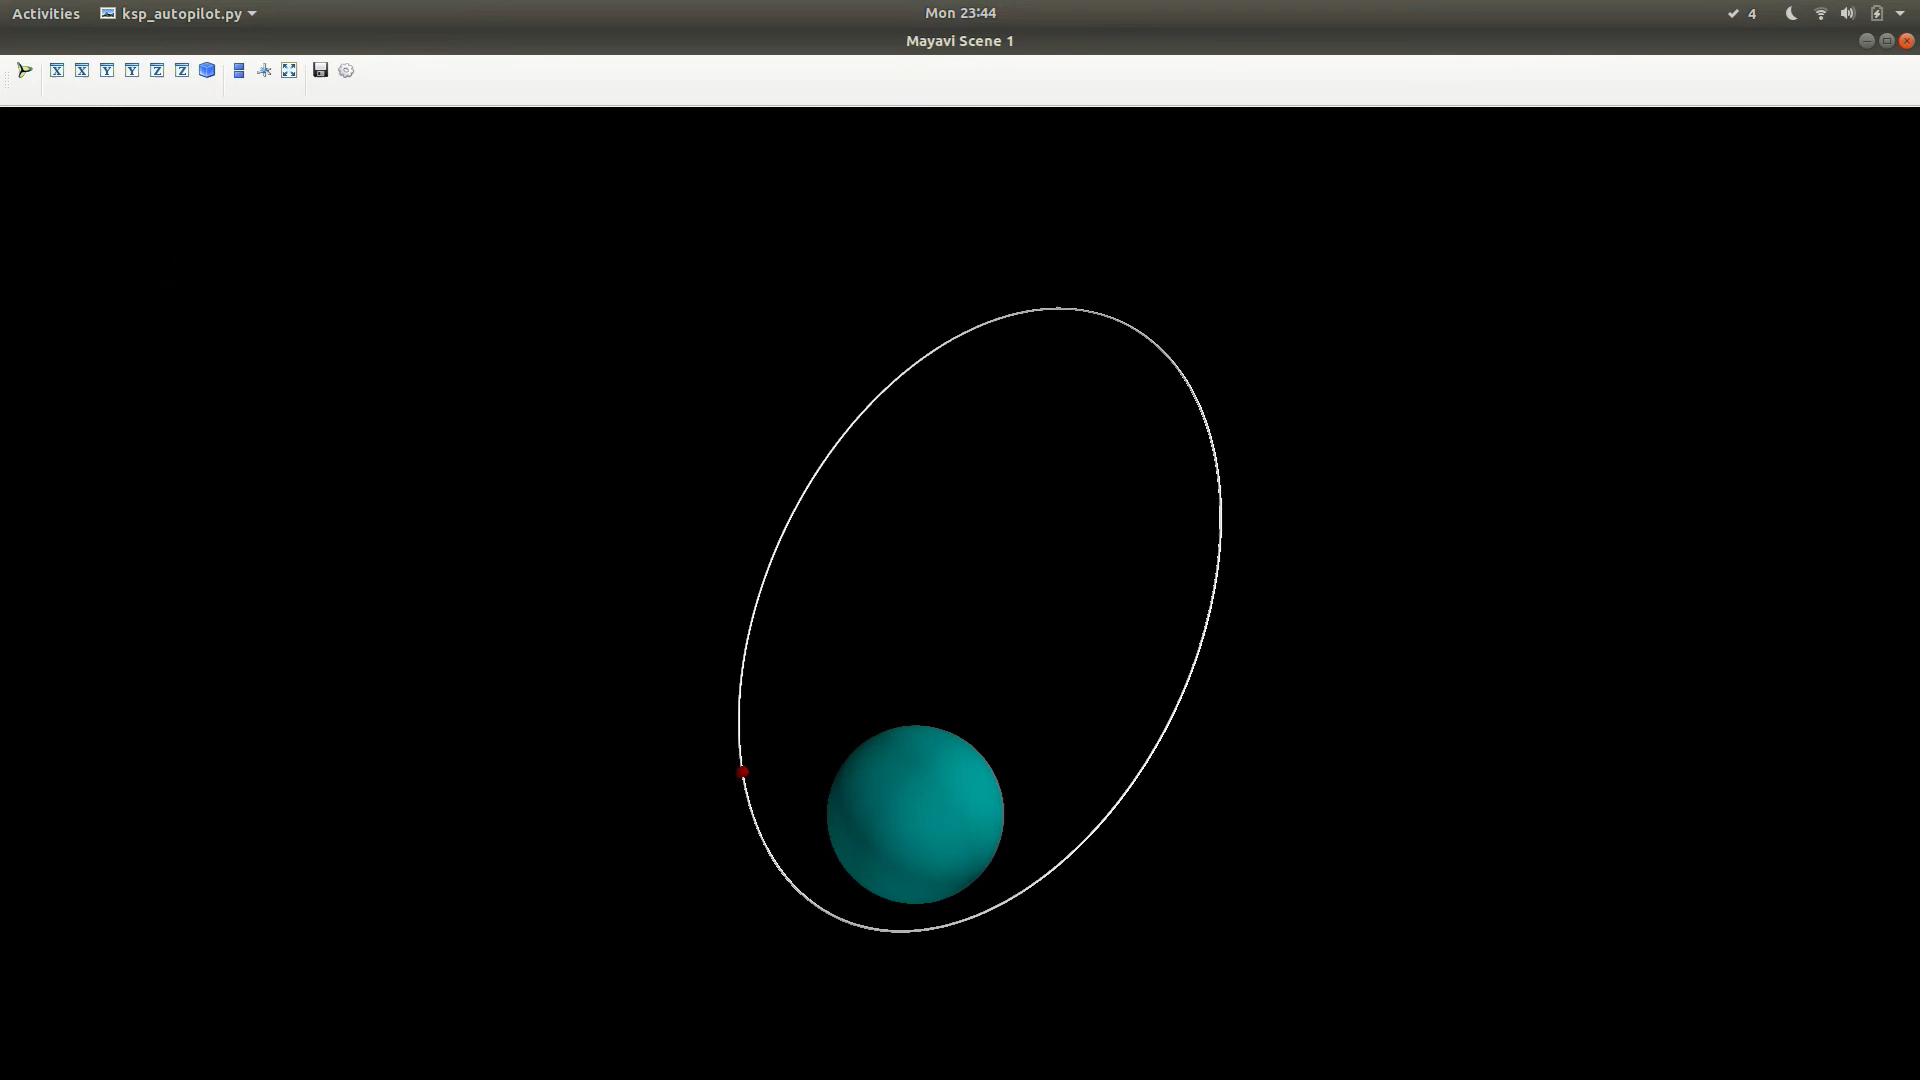 Activities ksp_autopilot.py Mon 23:44 4
Mayavi Scene 1
X X Y Y Z Z